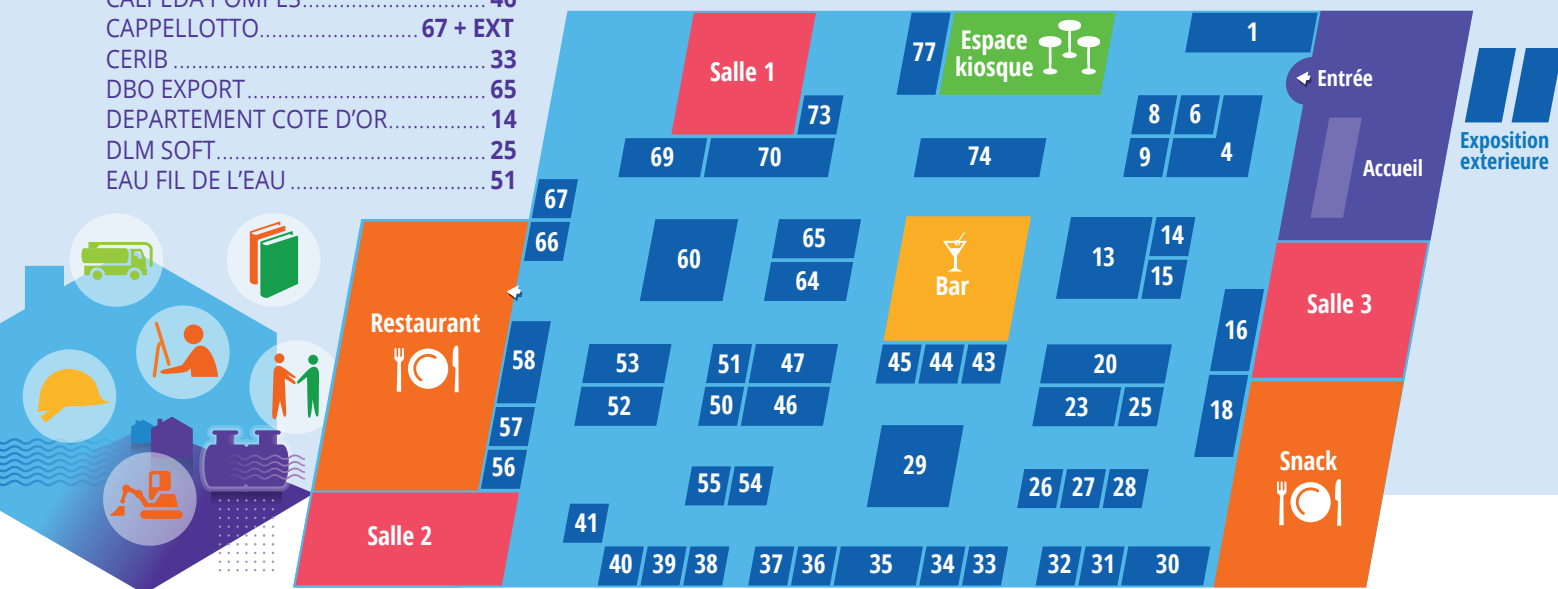 CALPEDA POMPES........................ 46
CAPPELLOTTO........................ 67 + EXT
CERIB ........................ 33
DBO EXPORT........................ 65
DEPARTEMENT COTE D'OR............... 14
DLM SOFT........................ 25
EAU FIL DE L'EAU ........................ 51
1
Salle 1
77
Espace
kiosque
Entrée
73
8
6
69
70
74
9
4
Exposition
exterieure
Accueil
67
66
60
65
64
Bar
13
14
15
Salle 3
16
Restaurant
58
53
51
47
45
44
43
20
52
50
46
23
25
18
57
56
55
54
29
26
27
28
Snack
Salle 2
41
40
39
38
37
36
35
34
33
32
31
30